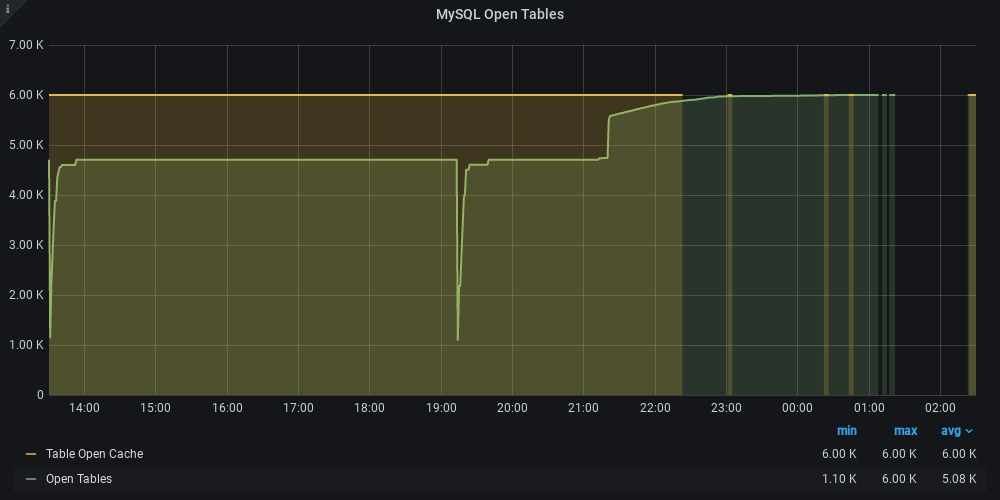 i
MySQL Open Tables
7.00 K
6.00 K
5.00 K
4.00 K
3.00 K
2.00 K
1.00 K
0
14:00 15:00 16:00 17:00 18:00 19:00 20:00 21:00 22:00 23:00 00:00 01:00 02:00
min max avg
Table Open Cache 6.00 K 6.00 K 6.00 K
Open Tables 1.10 K 6.00 K 5.08 K